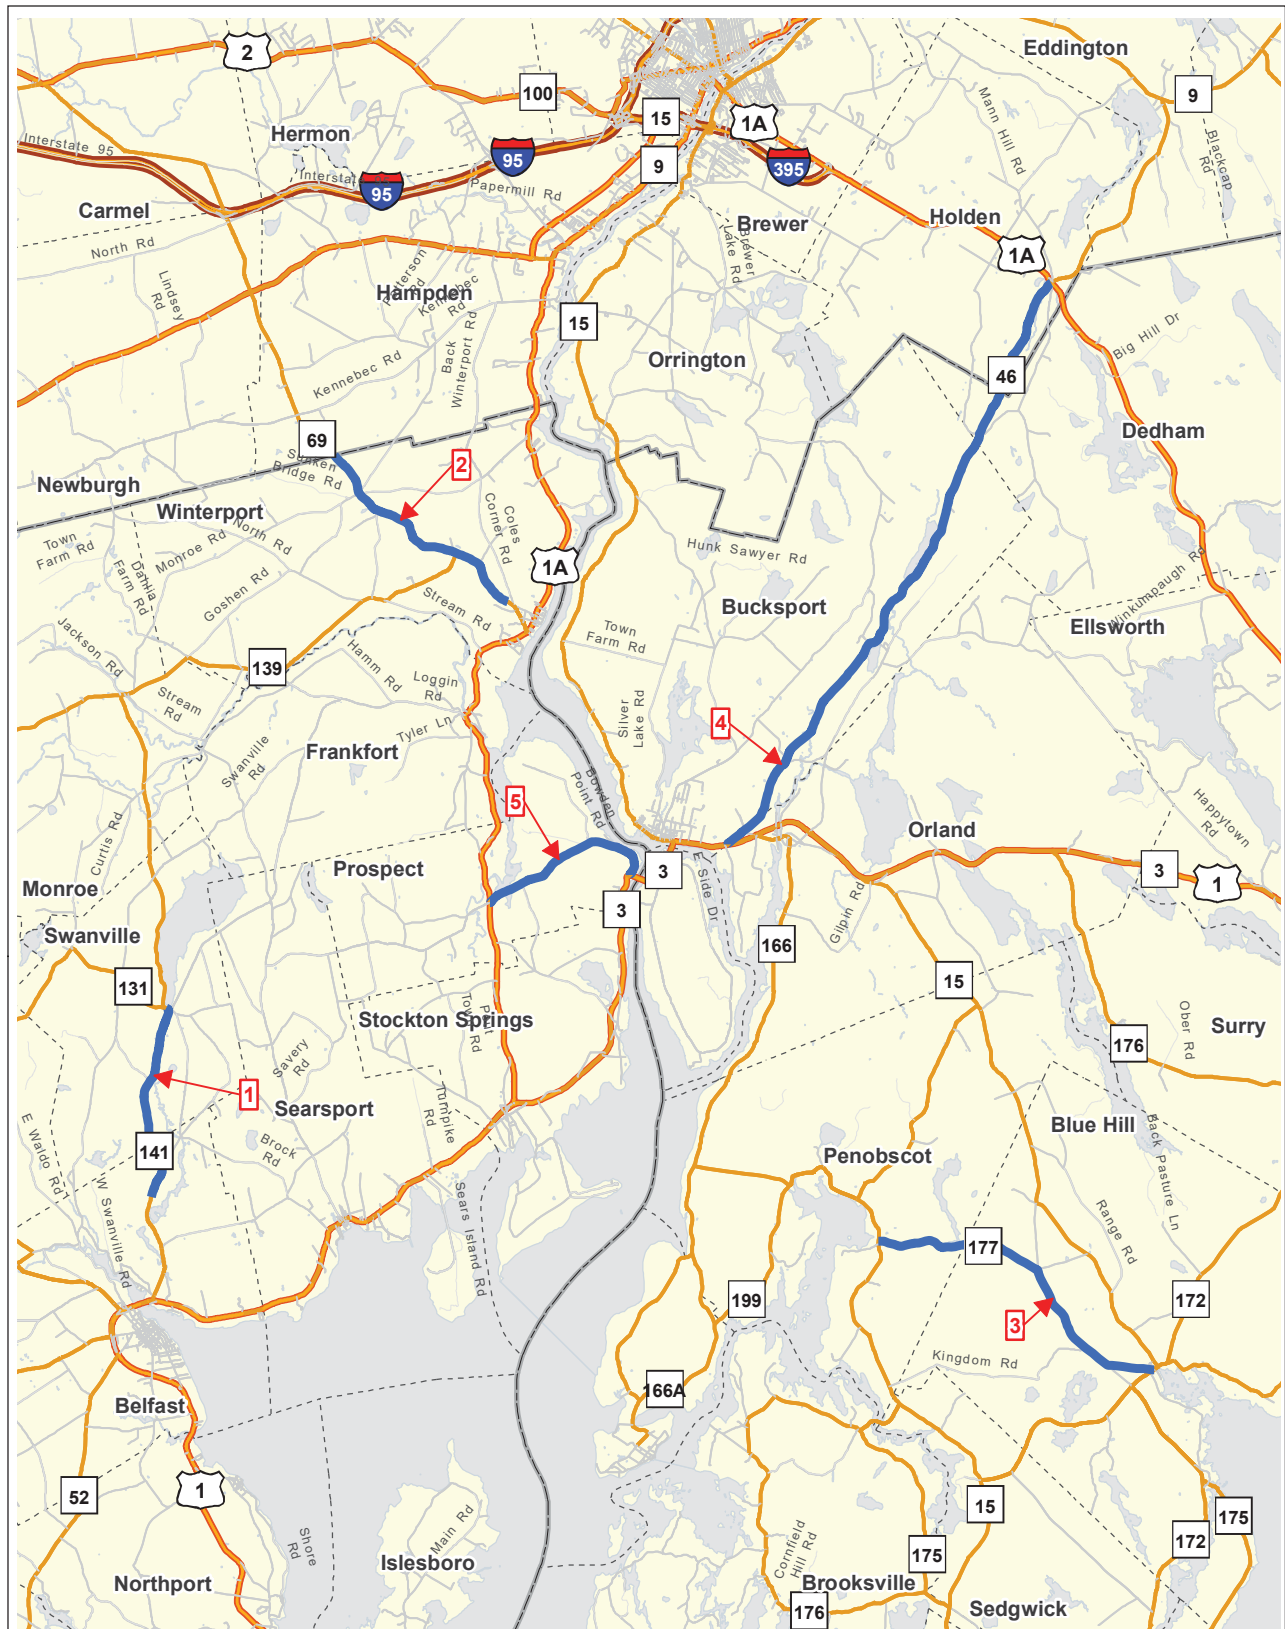 Eddington
2
100
9
Mann Hill Rd
15
1A
Hermon
Blackcap Rd
Interstate 95
95
9
395
Interstate
95
Papermill Rd
Carmel
Brewer
Holden
North Rd
Brewer Lake Rd
1A
Lindsey Rd
Patterson Rd
Hampden
Kennebec Rd
15
Big Hill Dr
Back Winterport Rd
Orrington
Kennebec Rd
46
69
Dedham
Sunken Bridge Rd
2
Newburgh
Winterport
Coles Corner Rd
North Rd
Town Farm Rd
Monroe Rd
Hunk Sawyer Rd
Dahlia Farm Rd
1A
Goshen Rd
Winkumpaugh Rd
Stream Rd
Bucksport
Town Farm Rd
Ellsworth
Jackson Rd
139
Hamm Rd
Loggin Rd
Stream Rd
Silver Lake Rd
4
Tyler Ln
Frankfort
Swanville Rd
5
Bowden Point Rd
Happytown Rd
Curtis Rd
Orland
Prospect
3
3
1
Monroe
E Side Dr
Gilpin Rd
3
Swanville
166
131
15
Stockton Springs
Town Rd
Ober Rd
Surry
176
Savery Rd
1
Searsport
Turnpike Rd
Blue Hill
E Waldo Rd
141
Brock Rd
Penobscot
Back Pasture Ln
W Swanville Rd
Sears Island Rd
Range Rd
177
199
172
3
Kingdom Rd
166A
Belfast
52
1
15
175
Shore Rd
Main Rd
Cornfield Hill Rd
172
Islesboro
175
Northport
Brooksville
176
Sedgwick